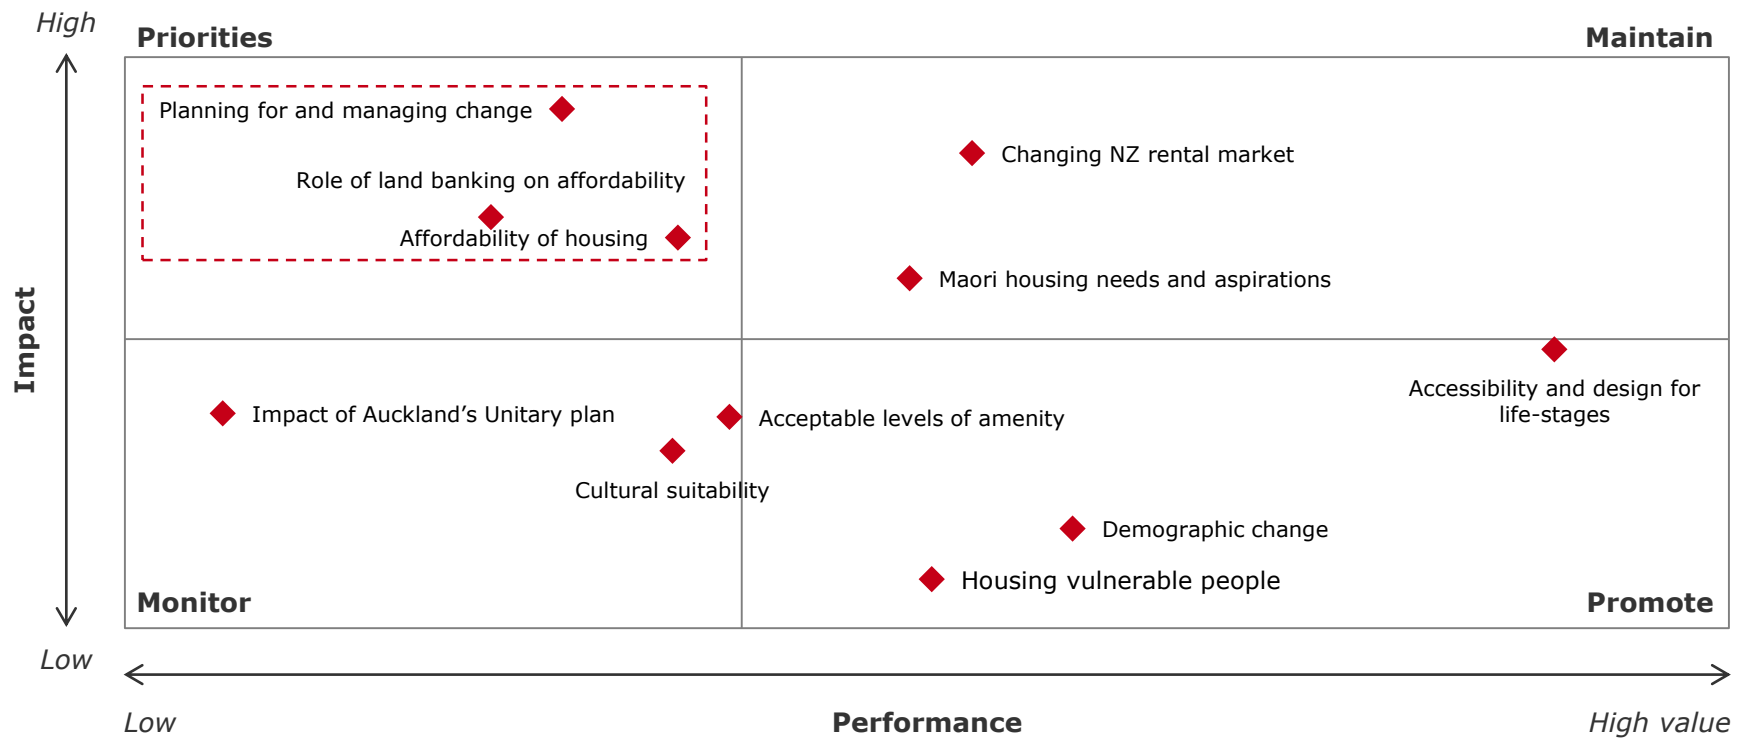 High
Priorities
Maintain
Planning for and managing change
Changing NZ rental market
Role of land banking on affordability
Affordability of housing
Maori housing needs and aspirations
Impact
Accessibility and design for
life-stages
Impact of Auckland’s Unitary plan
Acceptable levels of amenity
Cultural suitability
Demographic change
Housing vulnerable people
Monitor
Promote
Low
Low
Performance
High value